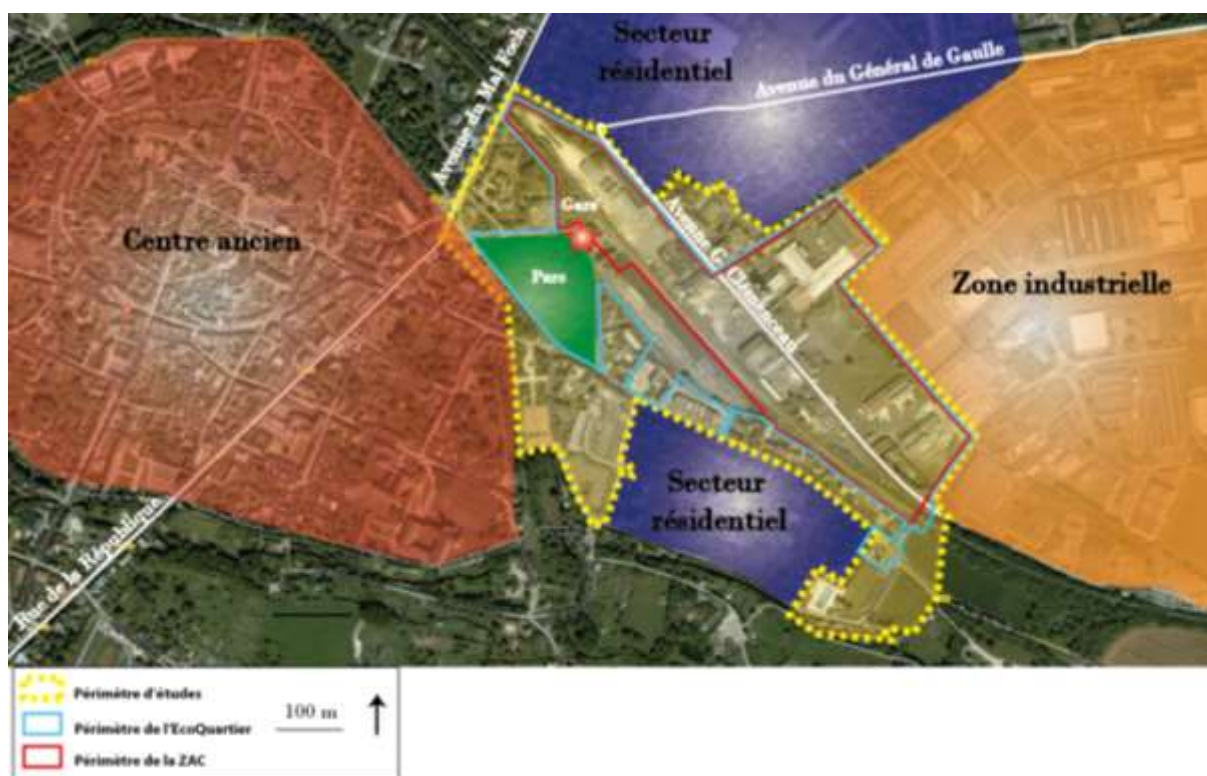 Secteur
résidentiel
Avenue du Mal Foch
Avenue du Général de Gaulle
Gare
Centre ancien
Avenue G. Clémenceau
Parc
Zone industrielle
Secteur
résidentiel
Rue de la République
Périmètre d'études
Périmètre de l'EcoQuartier
100 m
Périmètre de la ZAC